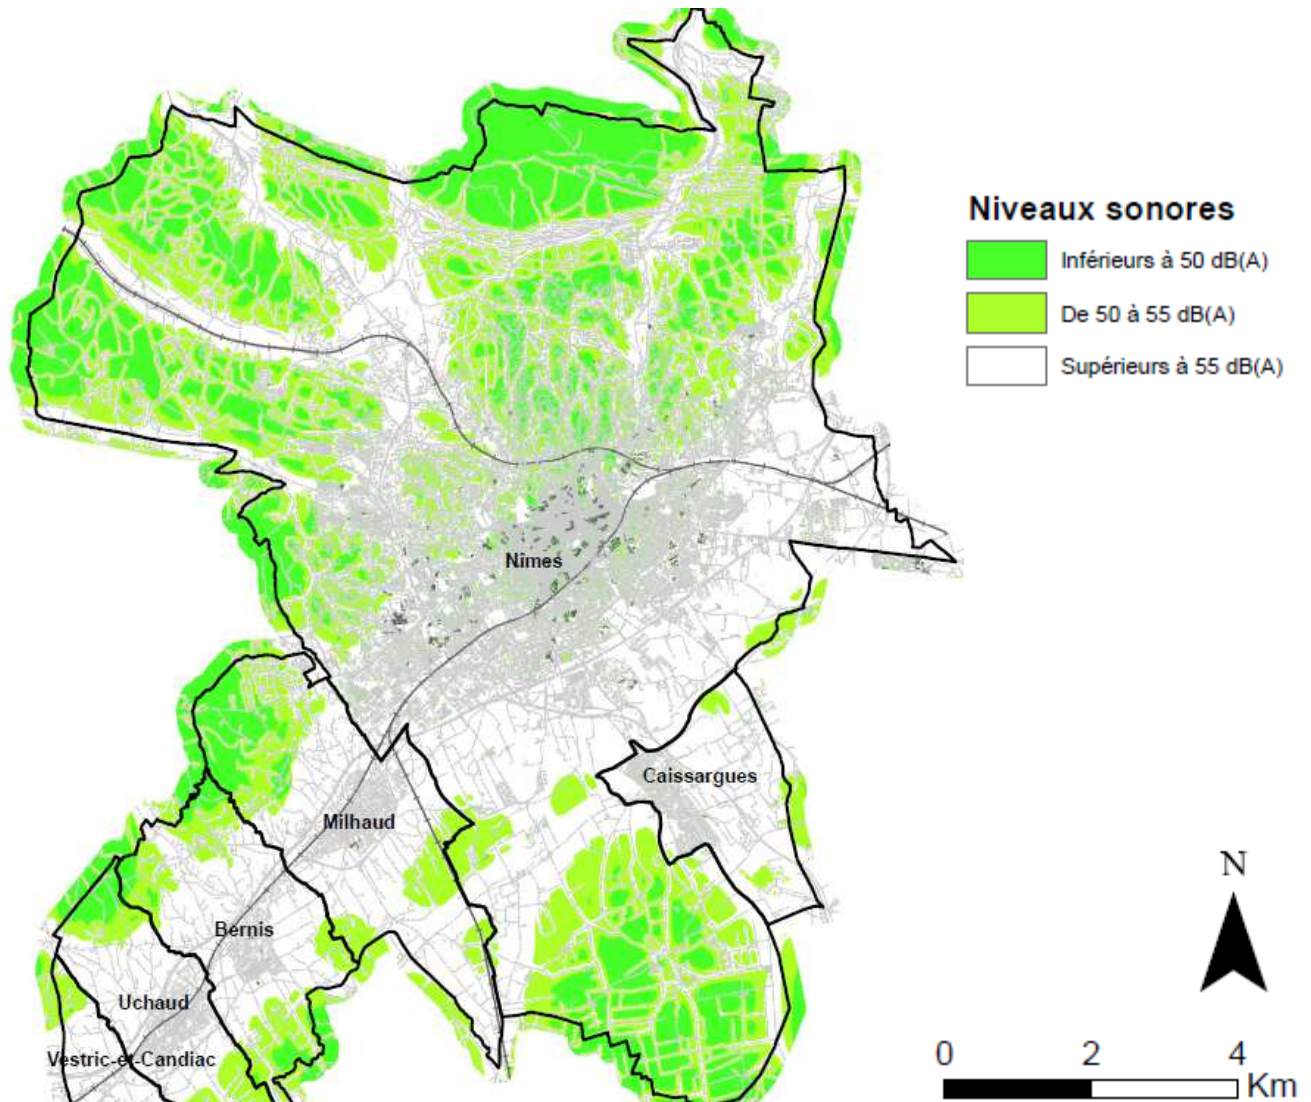 Niveaux sonores
Inférieurs à 50 dB(A)
De 50 à 55 dB(A)
Supérieurs à 55 dB(A)
Nîmes
Caissargues
Milhaud
Bernis
Uchaud
Vestric-et-Candiac
N
0 2 4
Km